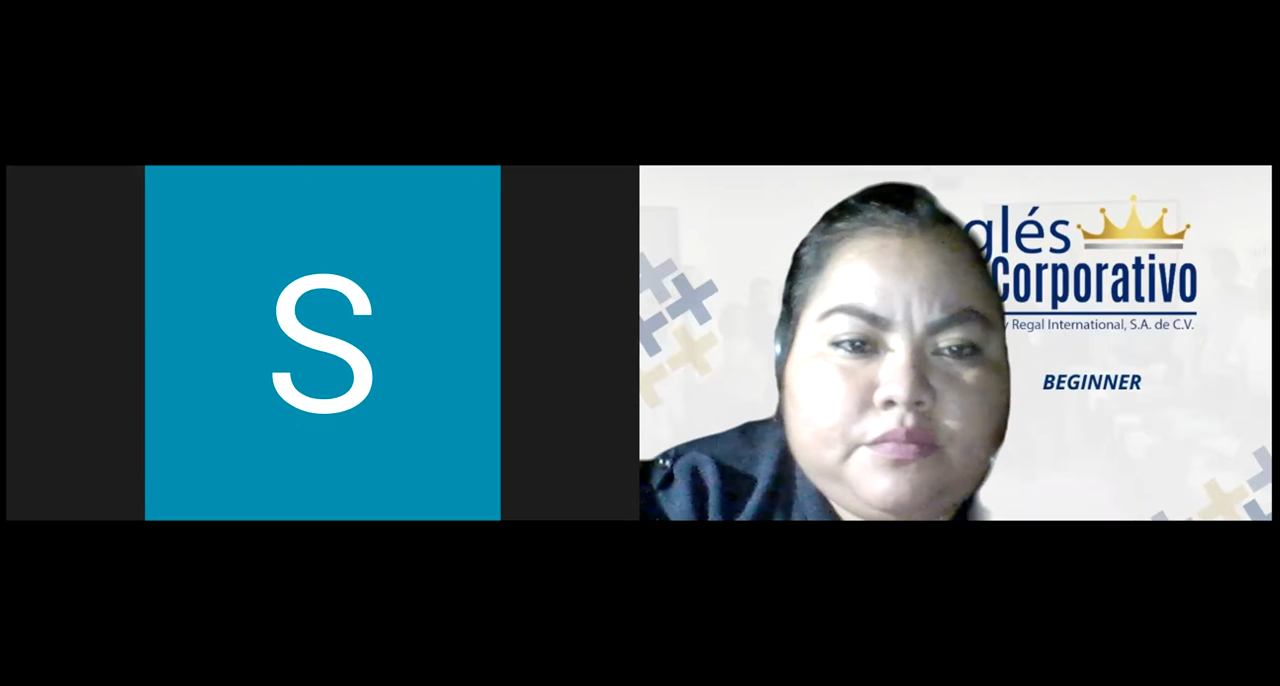 S
glés
Corporativo
y Regal International, S.A. de C.V.
BEGINNER